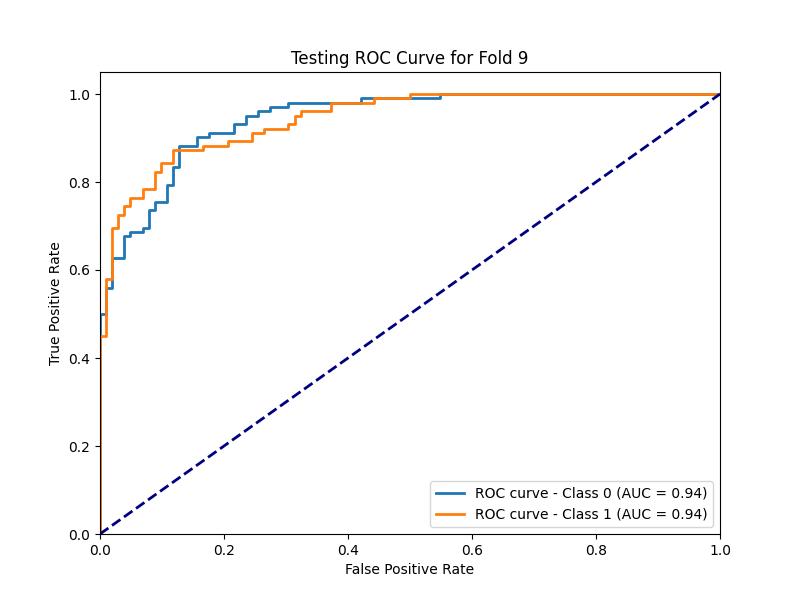 Testing ROC Curve for Fold 9
True Positive Rate
1.0
0.8
0.6
0.4
0.2
0.0
ROC curve - Class 0 (AUC = 0.94)
ROC curve - Class 1 (AUC = 0.94)
0.0 0.2 0.4 0.6 0.8 1.0
False Positive Rate